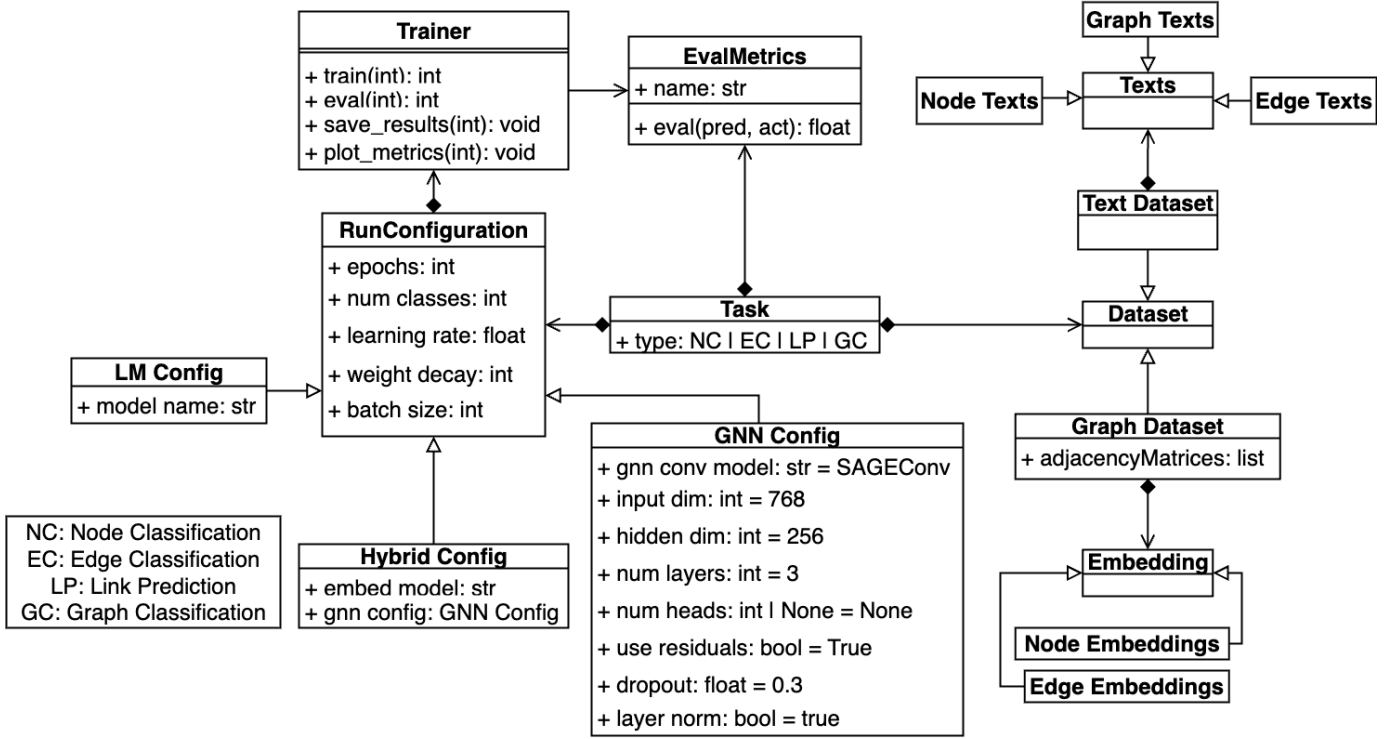 Trainer
+ train(int): int
+ eval(int): int
+ save_results(int): void
+ plot_metrics(int): void
EvalMetrics
+ name: str
+ eval(pred, act): float
Graph Texts
Node Texts
Texts
Edge Texts
Text Dataset
RunConfiguration
+ epochs: int
+ num classes: int
+ learning rate: float
+ weight decay: int
+ batch size: int
Task
+ type: NC | EC | LP | GC
Dataset
LM Config
+ model name: str
Graph Dataset
+ adjacencyMatrices: list
GNN Config
+ gnn conv model: str = SAGEConv
+ input dim: int = 768
+ hidden dim: int = 256
+ num layers: int = 3
+ num heads: int | None = None
+ use residuals: bool = True
+ dropout: float = 0.3
+ layer norm: bool = true
NC: Node Classification
EC: Edge Classification
LP: Link Prediction
GC: Graph Classification
Hybrid Config
+ embed model: str
+ gnn config: GNN Config
Embedding
Node Embeddings
Edge Embeddings